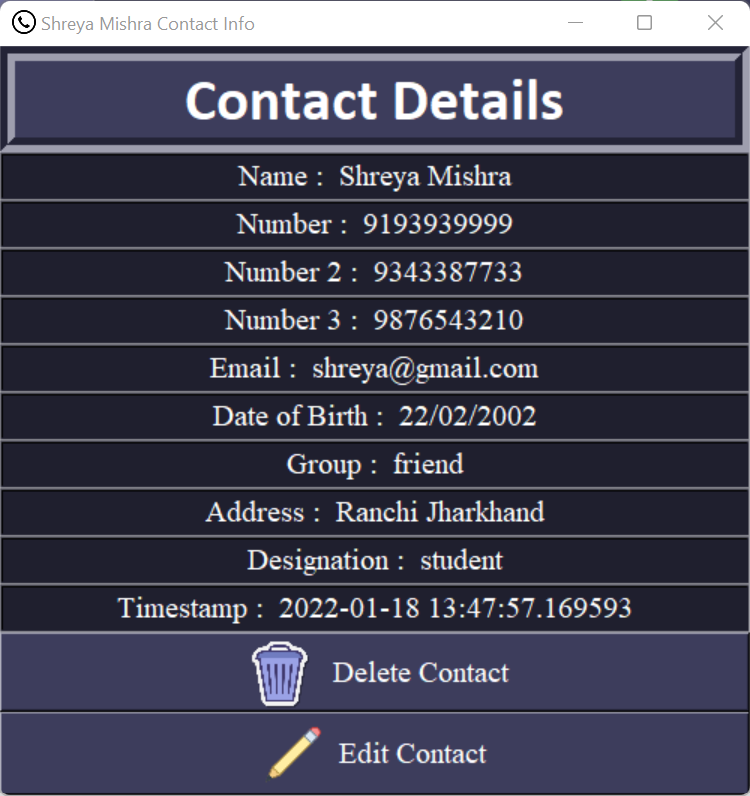 Shreya Mishra Contact Info
Contact Details
Name : Shreya Mishra
Number : 9193939999
Number 2 : 9343387733
Number 3 : 9876543210
Email : shreya@gmail.com
Date of Birth : 22/02/2002
Group : friend
Address : Ranchi Jharkhand
Designation : student
Timestamp : 2022-01-18 13:47:57.169593
Delete Contact
Edit Contact